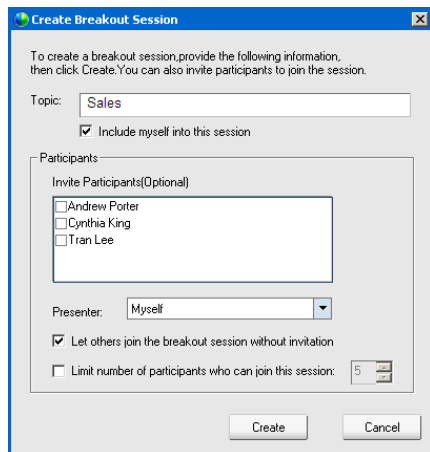 Create Breakout Session
To create a breakout session,provide the following information,
then click Create.You can also invite participants to join the session.
Topic: Sales
Include myself into this session
Participants
Invite Participants(Optional)
Andrew Porter
Cynthia King
Tran Lee
Presenter: Myself
Let others join the breakout session without invitation
Limit number of participants who can join this session: 5
Create Cancel